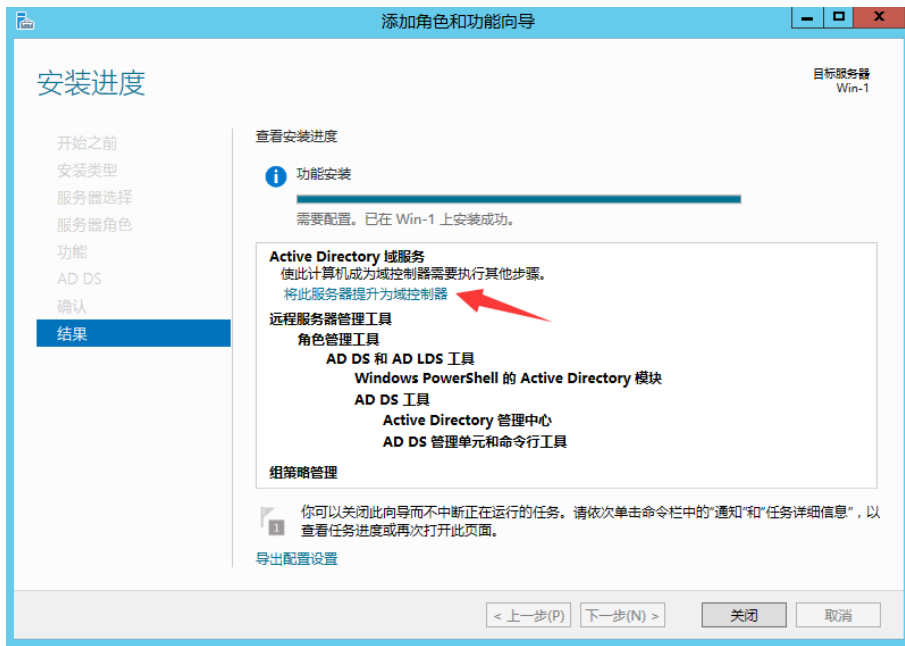 添加角色和功能向导
安装进度
目标服务器
Win-1
开始之前
安装类型
服务器选择
服务器角色
功能
AD DS
确认
结果
查看安装进度
功能安装
需要配置。已在 Win-1 上安装成功。
Active Directory 域服务
使此计算机成为域控制器需要执行其他步骤。
将此服务器提升为域控制器
远程服务器管理工具
角色管理工具
AD DS 和 AD LDS 工具
Windows PowerShell 的 Active Directory 模块
AD DS 工具
Active Directory 管理中心
AD DS 管理单元和命令行工具
组策略管理
1
你可以关闭此向导而不中断正在运行的任务。请依次单击命令栏中的"通知"和"任务详细信息"，以
查看任务进度或再次打开此页面。
导出配置设置
< 上一步(P)
下一步(N) >
关闭
取消